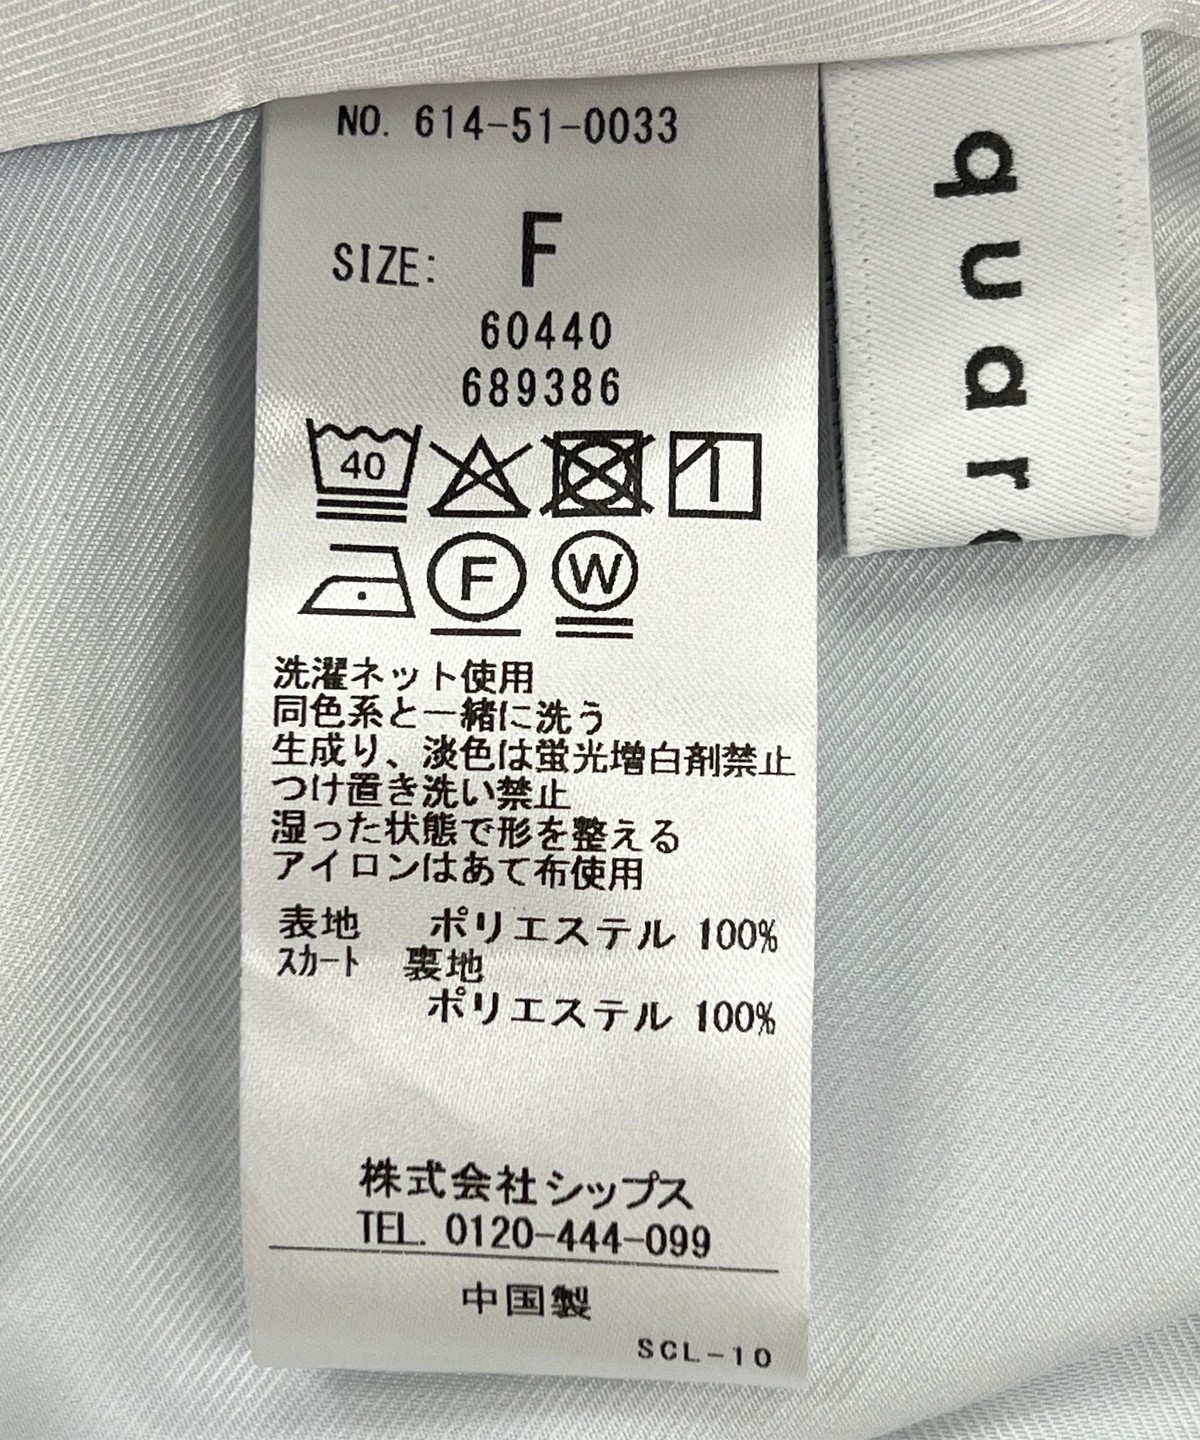 NO. 614-51-0033
SIZE: F
60440
689386
40
F W
洗濯ネット使用
同色系と一緒に洗う
生成り、淡色は蛍光増白剤禁止
つけ置き洗い禁止
湿った状態で形を整える
アイロンはあて布使用
表地 ポリエステル 100%
ｽｶｰﾄ 裏地
ポリエステル 100%
株式会社シップス
TEL. 0120-444-099
中国製
SCL-10
quar